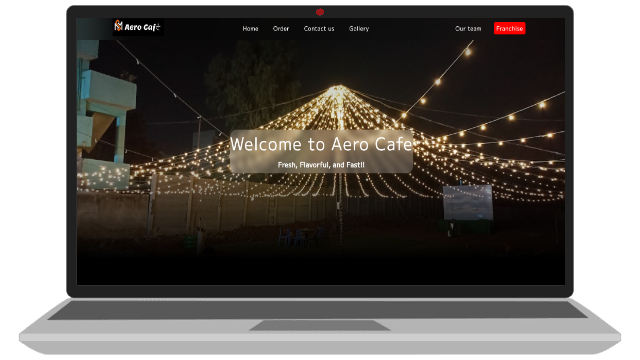 Aero Cafe
Home
Order
Contact us
Gallery
Our team
Franchise
Welcome to Aero Cafe
Fresh, Flavorful, and Fast!!